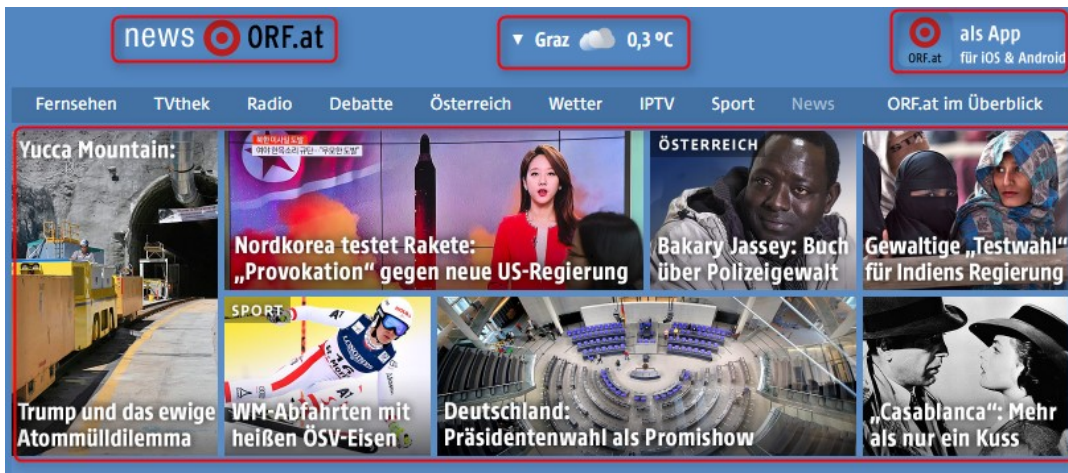 news ORF.at
▼ Graz 0,3 ºC
ORF.at
als App
für iOS & Android
Fernsehen TVthek Radio Debatte Österreich Wetter IPTV Sport News ORF.at im Überblick
Yucca Mountain:
Trump und das ewige
Atommülldilemma
Nordkorea testet Rakete:
„Provokation“ gegen neue US-Regierung
ÖSTERREICH
Bakary Jassey: Buch
über Polizeigewalt
Gewaltige „Testwahl“
für Indiens Regierung
SPORT
WM-Abfahrten mit
heißen ÖSV-Eisen
Deutschland:
Präsidentenwahl als Promishow
„Casablanca“: Mehr
als nur ein Kuss